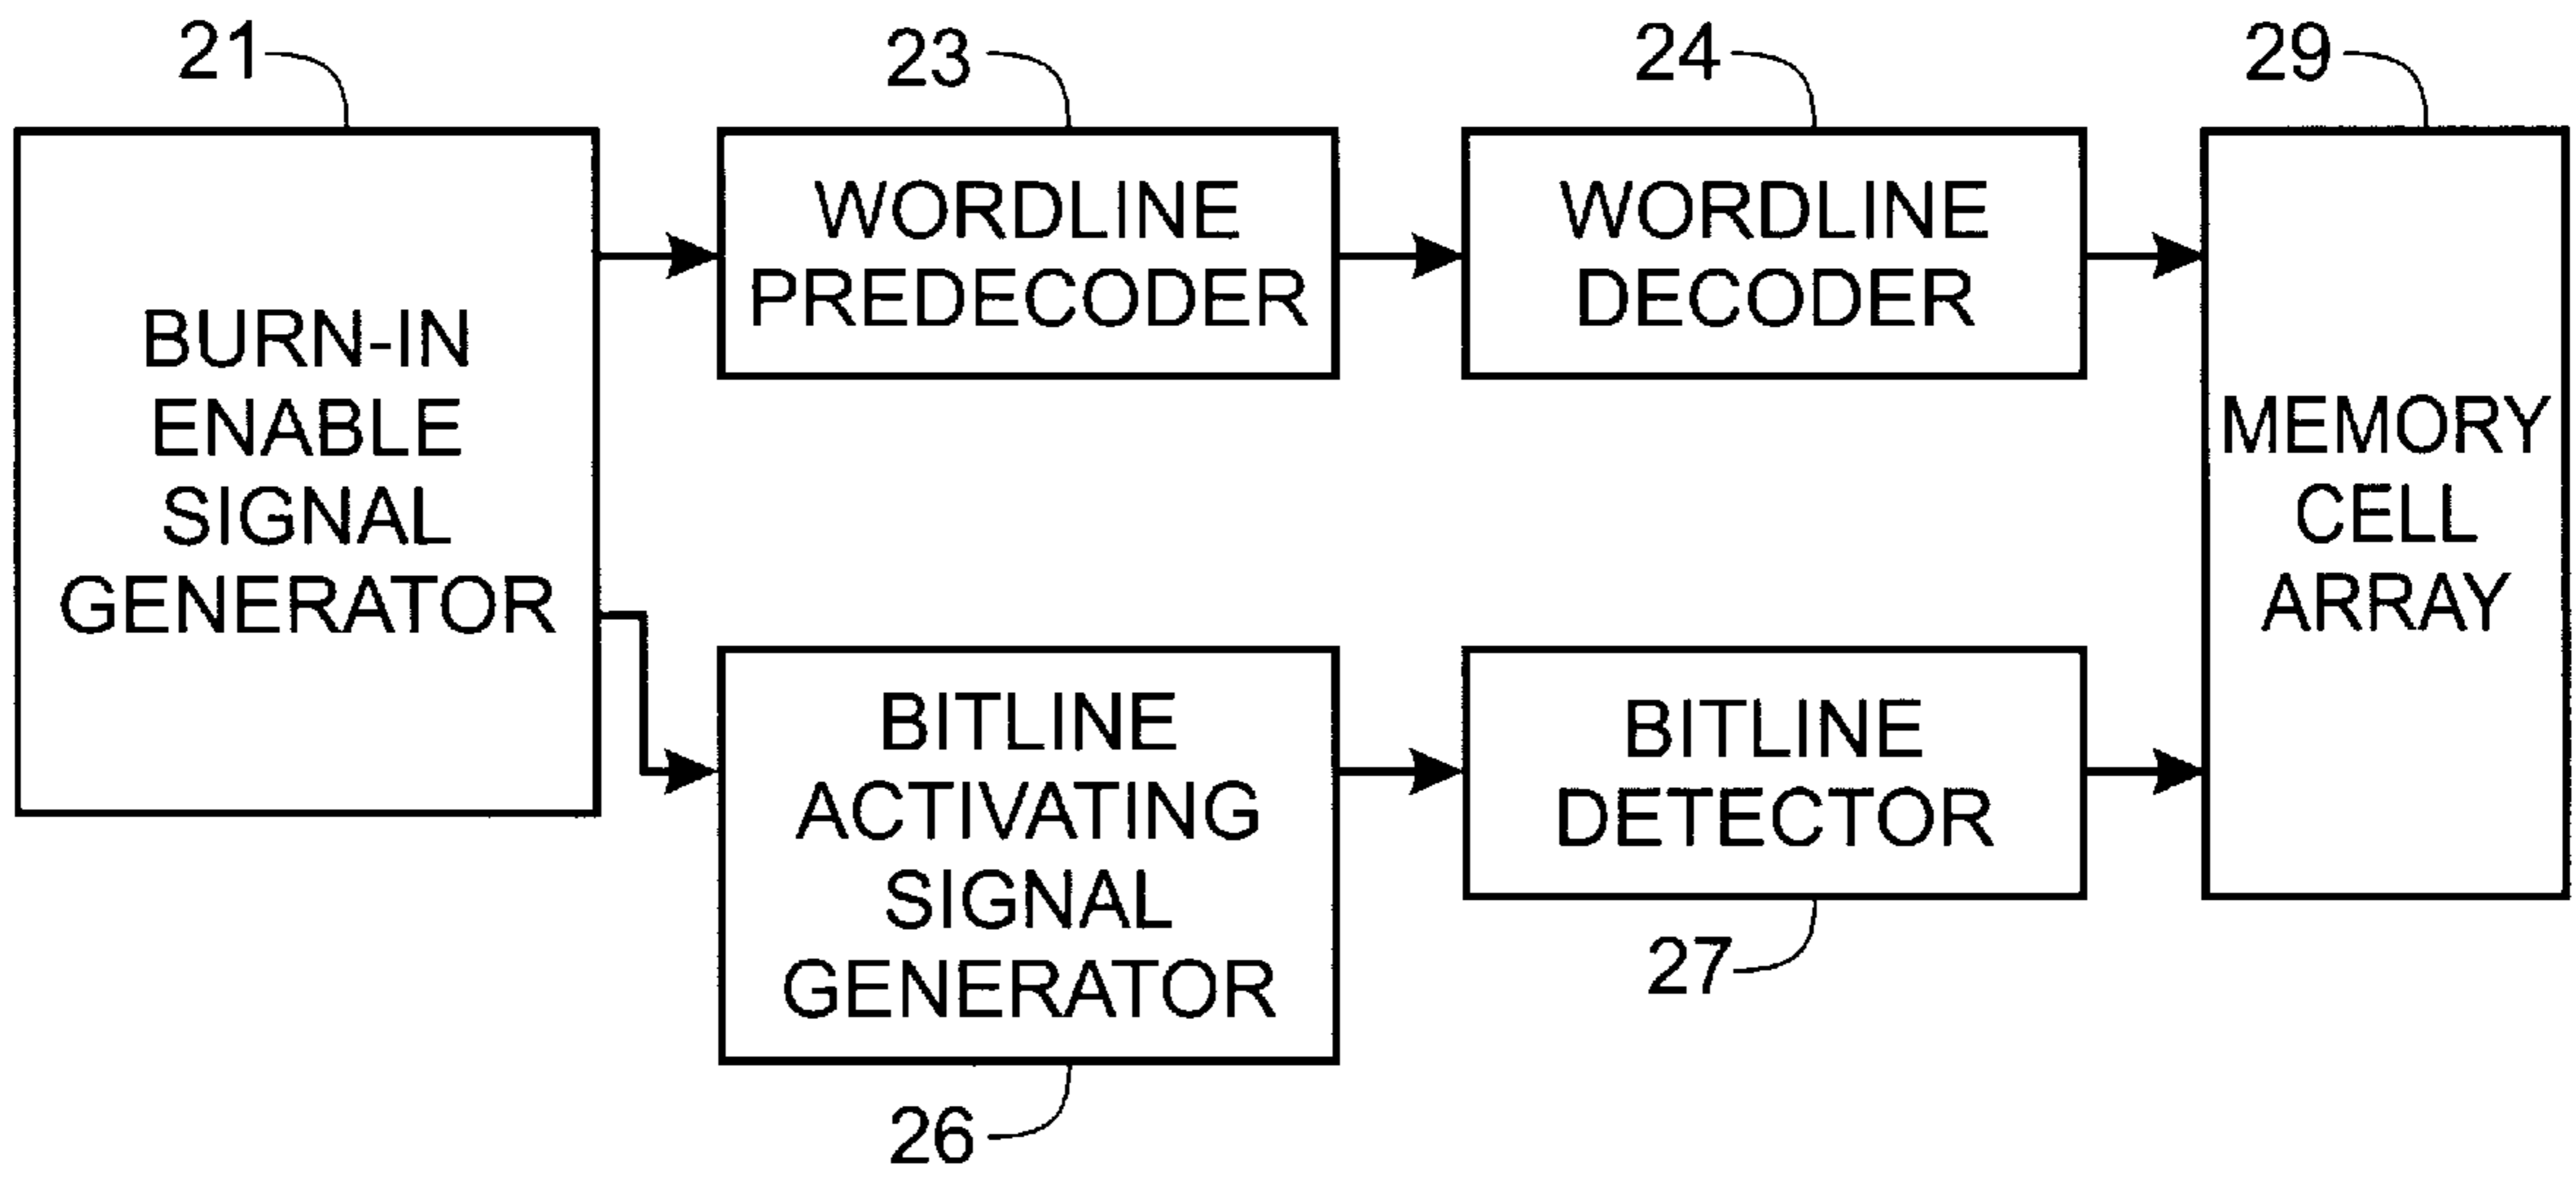 21
23
24
29
BURN-IN
ENABLE
SIGNAL
GENERATOR
WORDLINE
PREDECODER
WORDLINE
DECODER
MEMORY
CELL
ARRAY
BITLINE
ACTIVATING
SIGNAL
GENERATOR
BITLINE
DETECTOR
27
26